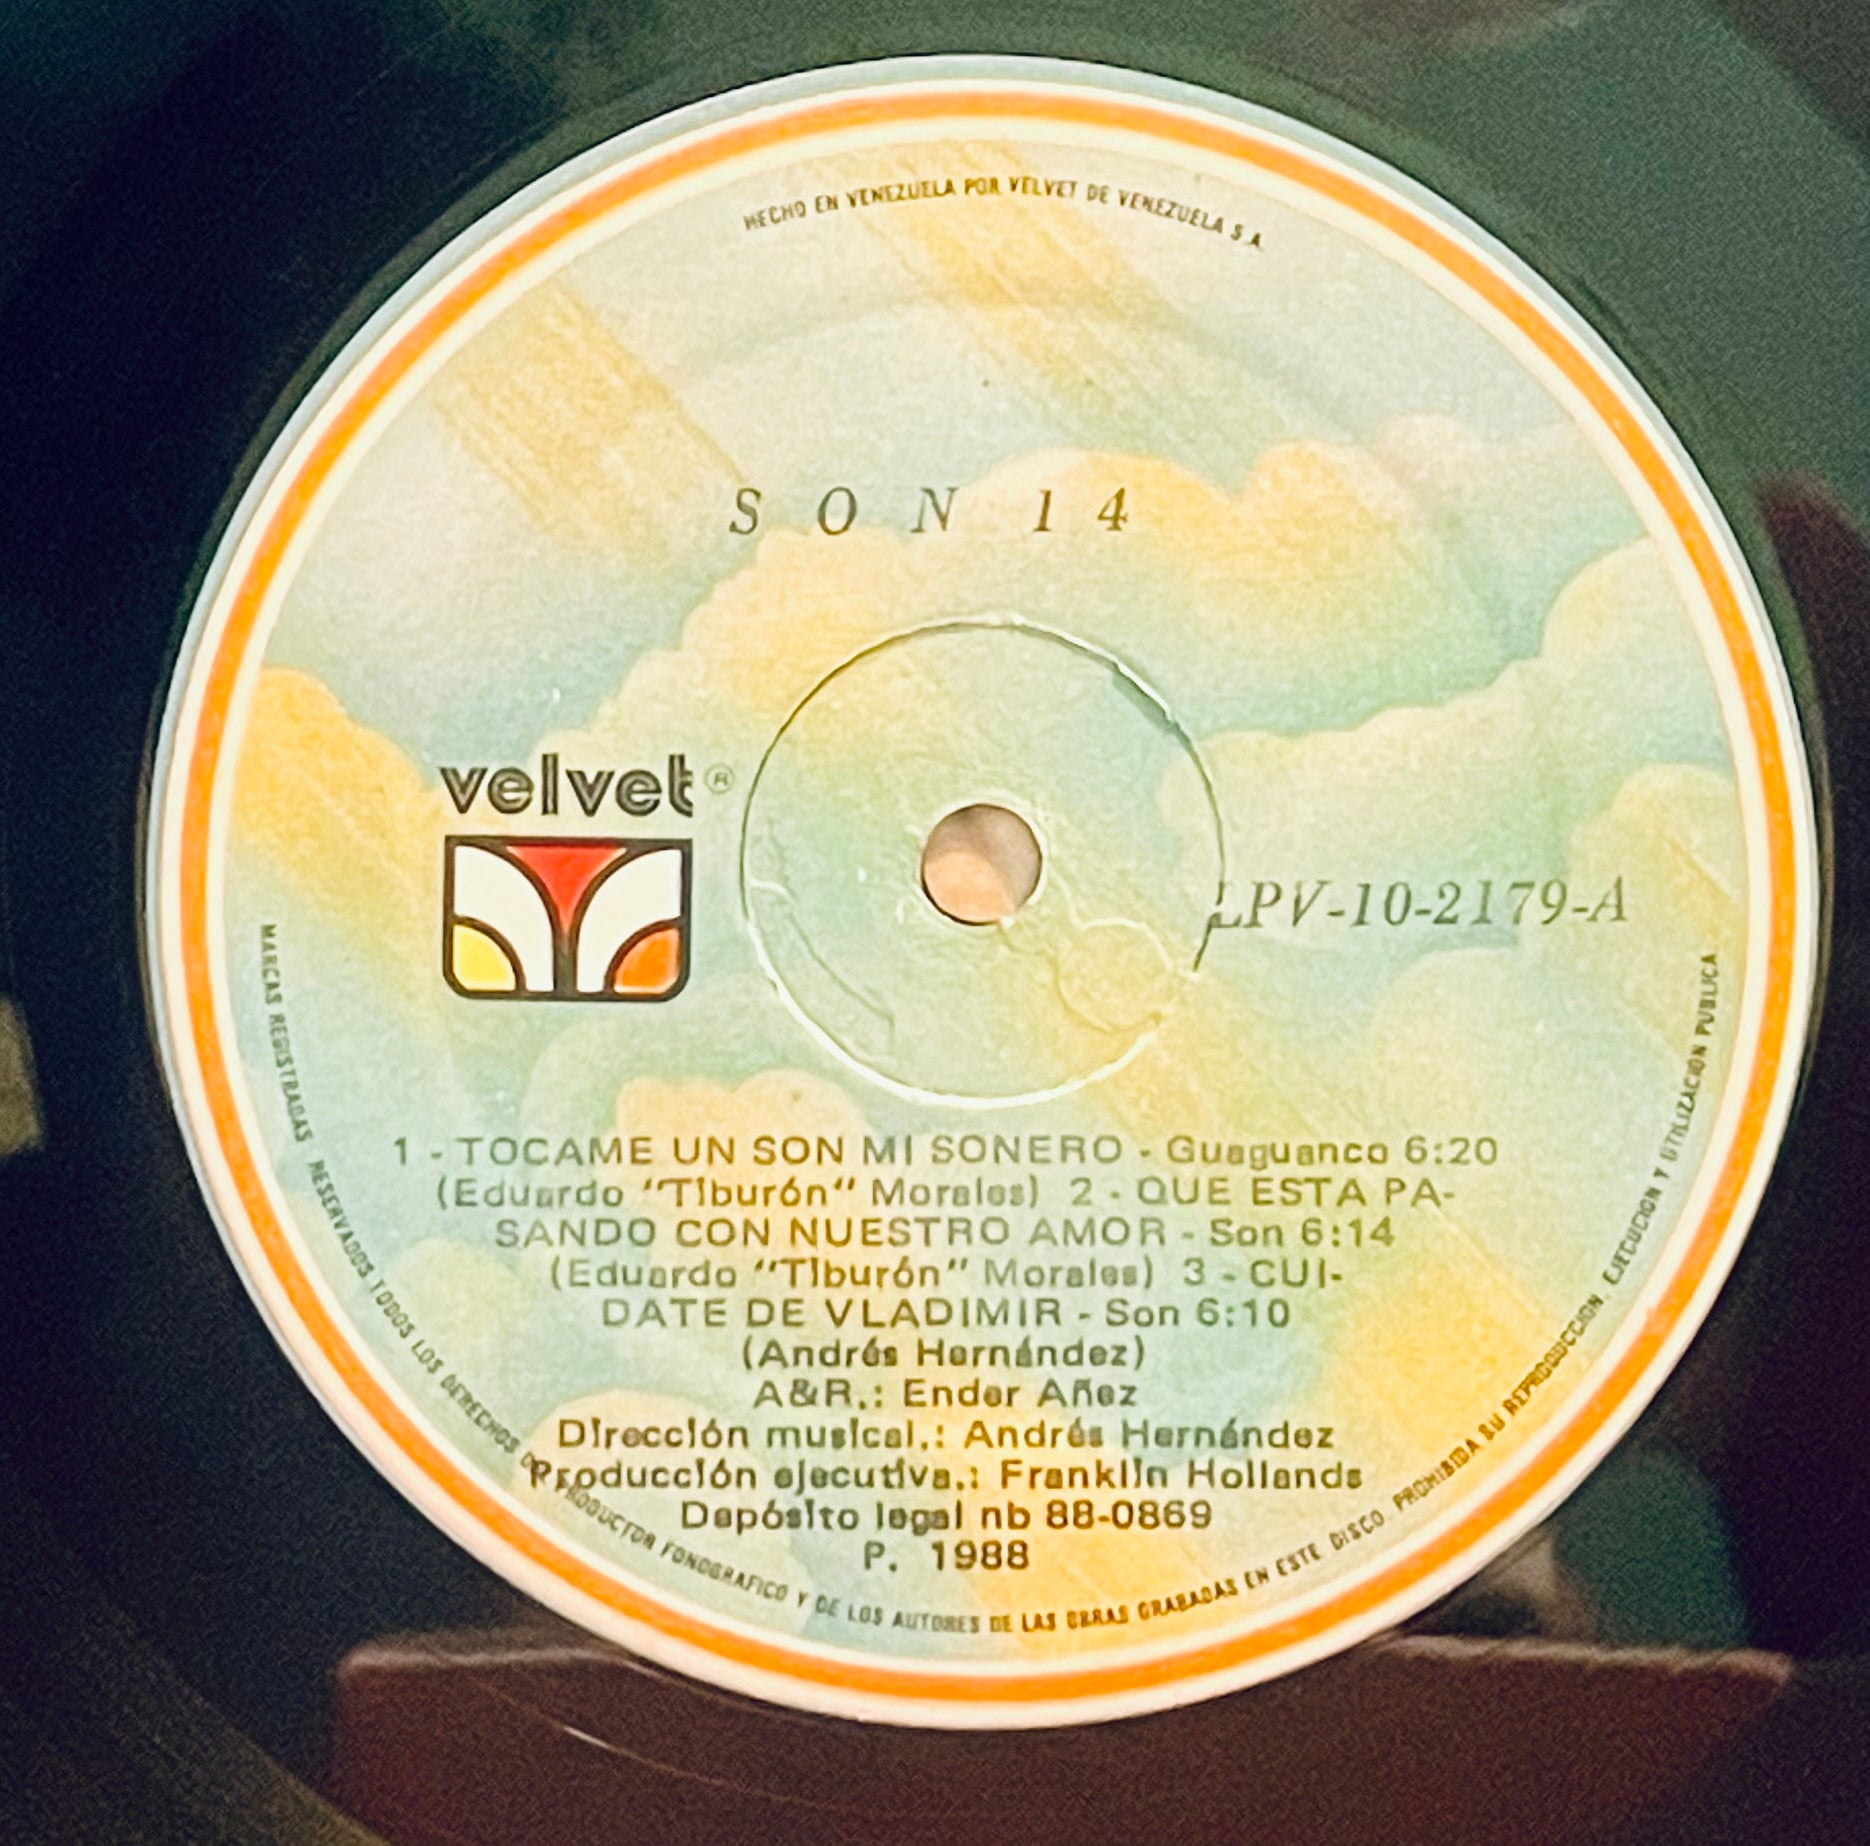 HECHO EN VENEZUELA POR VELVET DE VENEZUELA S A
SON 14
velvet®
LPV-10-2179-A
1 - TOCAME UN SON MI SONERO - Guaguanco 6:20
(Eduardo "Tiburón" Morales) 2 - QUE ESTA PA-
SANDO CON NUESTRO AMOR - Son 6:14
(Eduardo "Tiburón" Morales) 3 - CUI-
DATE DE VLADIMIR - Son 6:10
(Andrés Hernández)
A&R.: Ender Añez
Dirección musical.: Andrés Hernández
Producción ejecutiva.: Franklin Hollands
Depósito legal nb 88-0869
P. 1988
MARCAS REGISTRADAS RESERVADOS TODOS LOS DERECHOS DE PRODUCTOR FONOGRAFICO Y DE LOS AUTORES DE LAS OBRAS GRABADAS EN ESTE DISCO PROHIBIDA SU REPRODUCCION, EJECUCION Y UTILIZACION PUBLICA